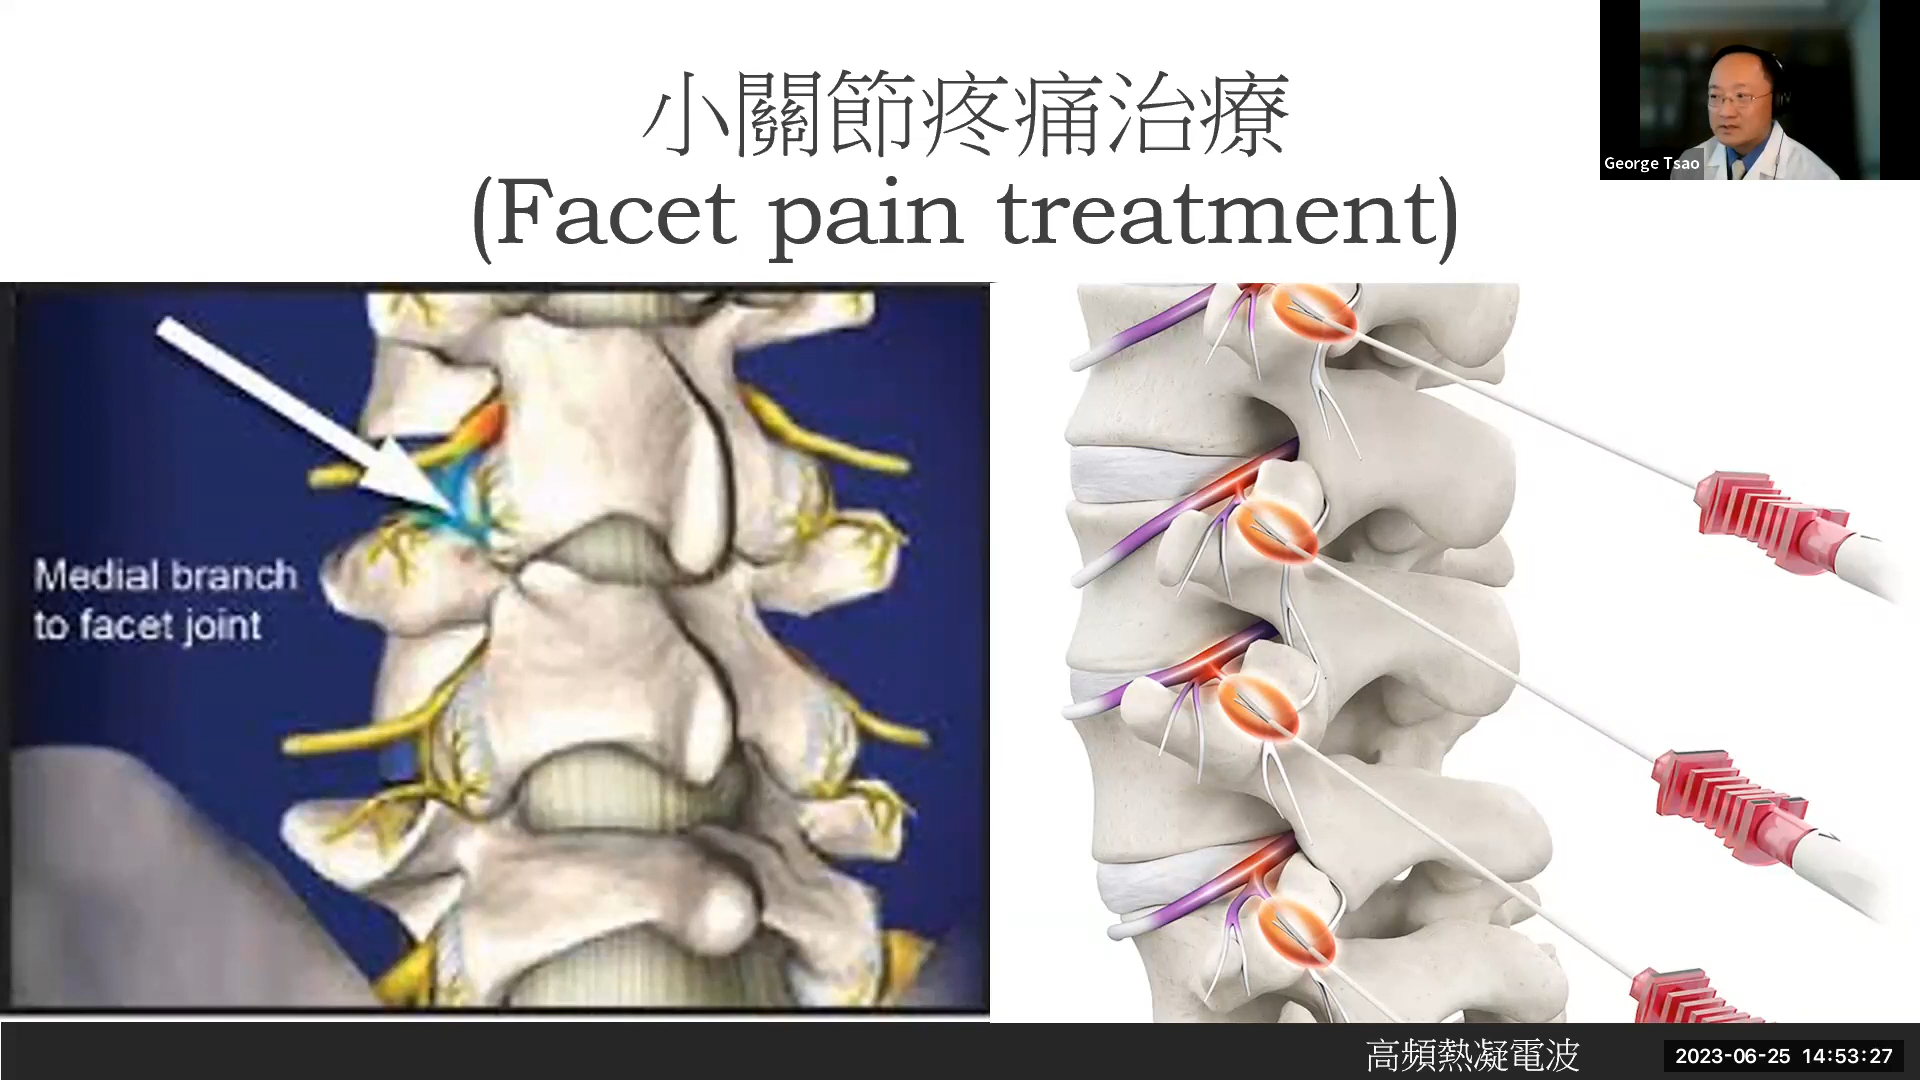 小關節疼痛治療
(Facet pain treatment)
George Tsao
Medial branch
to facet joint
高頻熱凝電波
2023-06-25 14:53:27